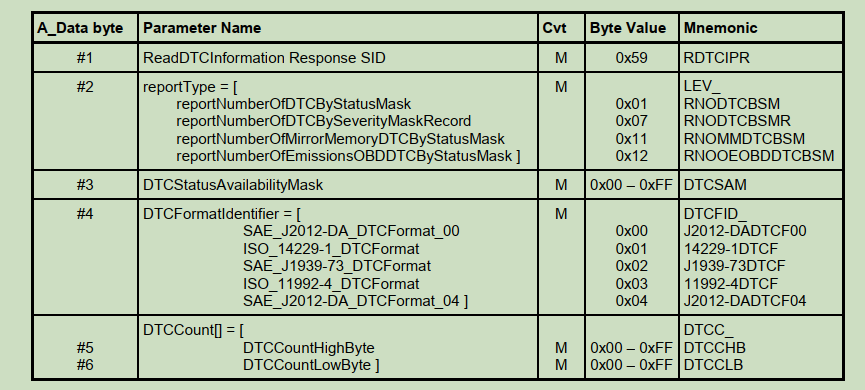 A_Data byte Parameter Name Cvt Byte Value Mnemonic
#1 ReadDTCInformation Response SID M 0x59 RDTCIPR
#2 reportType = [ M LEV_
reportNumberOfDTCByStatusMask 0x01 RNODTCBSM
reportNumberOfDTCBySeverityMaskRecord 0x07 RNODTCBSMR
reportNumberOfMirrorMemoryDTCByStatusMask 0x11 RNOMMDTCBSM
reportNumberOfEmissionsOBDDTCByStatusMask ] 0x12 RNOOEOBDDTCBSM
#3 DTCStatusAvailabilityMask M 0x00 – 0xFF DTCSAM
#4 DTCFormatIdentifier = [ M DTCFID_
SAE_J2012-DA_DTCFormat_00 0x00 J2012-DADTCF00
ISO_14229-1_DTCFormat 0x01 14229-1DTCF
SAE_J1939-73_DTCFormat 0x02 J1939-73DTCF
ISO_11992-4_DTCFormat 0x03 11992-4DTCF
SAE_J2012-DA_DTCFormat_04 ] 0x04 J2012-DADTCF04
DTCCount[] = [ DTCC_
#5 DTCCountHighByte M 0x00 – 0xFF DTCCHB
#6 DTCCountLowByte ] M 0x00 – 0xFF DTCCLB